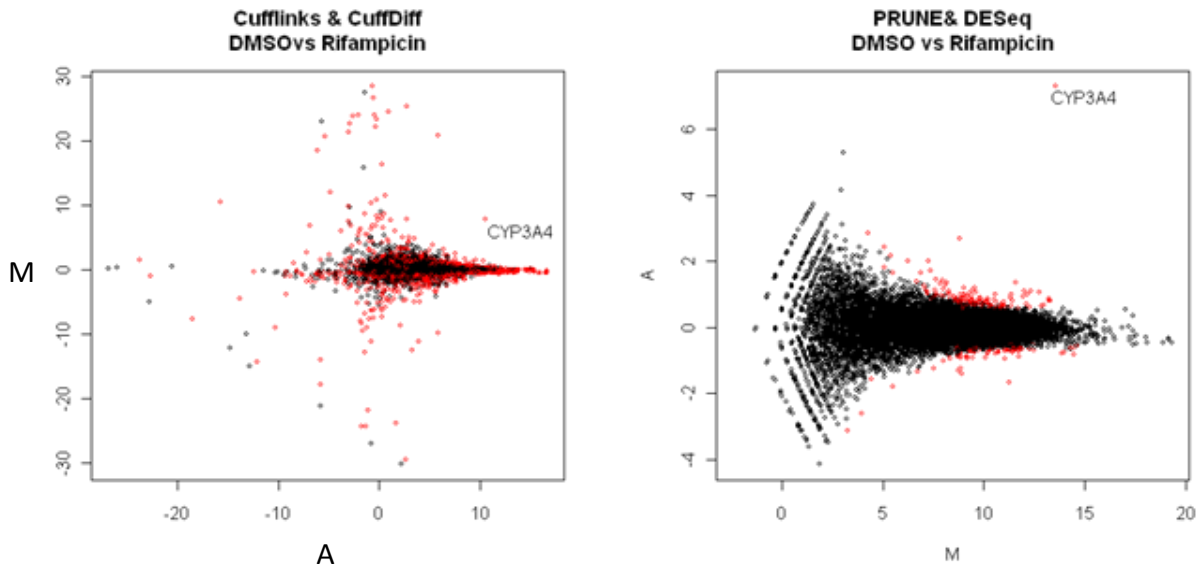 Cufflinks & CuffDiff
DMSOvs Rifampicin
30
20
10
0
-10
-20
-30
M
CYP3A4
-20
-10
0
10
A
PRUNE& DESeq
DMSO vs Rifampicin
6
4
2
0
-2
-4
A
CYP3A4
0
5
10
15
20
M